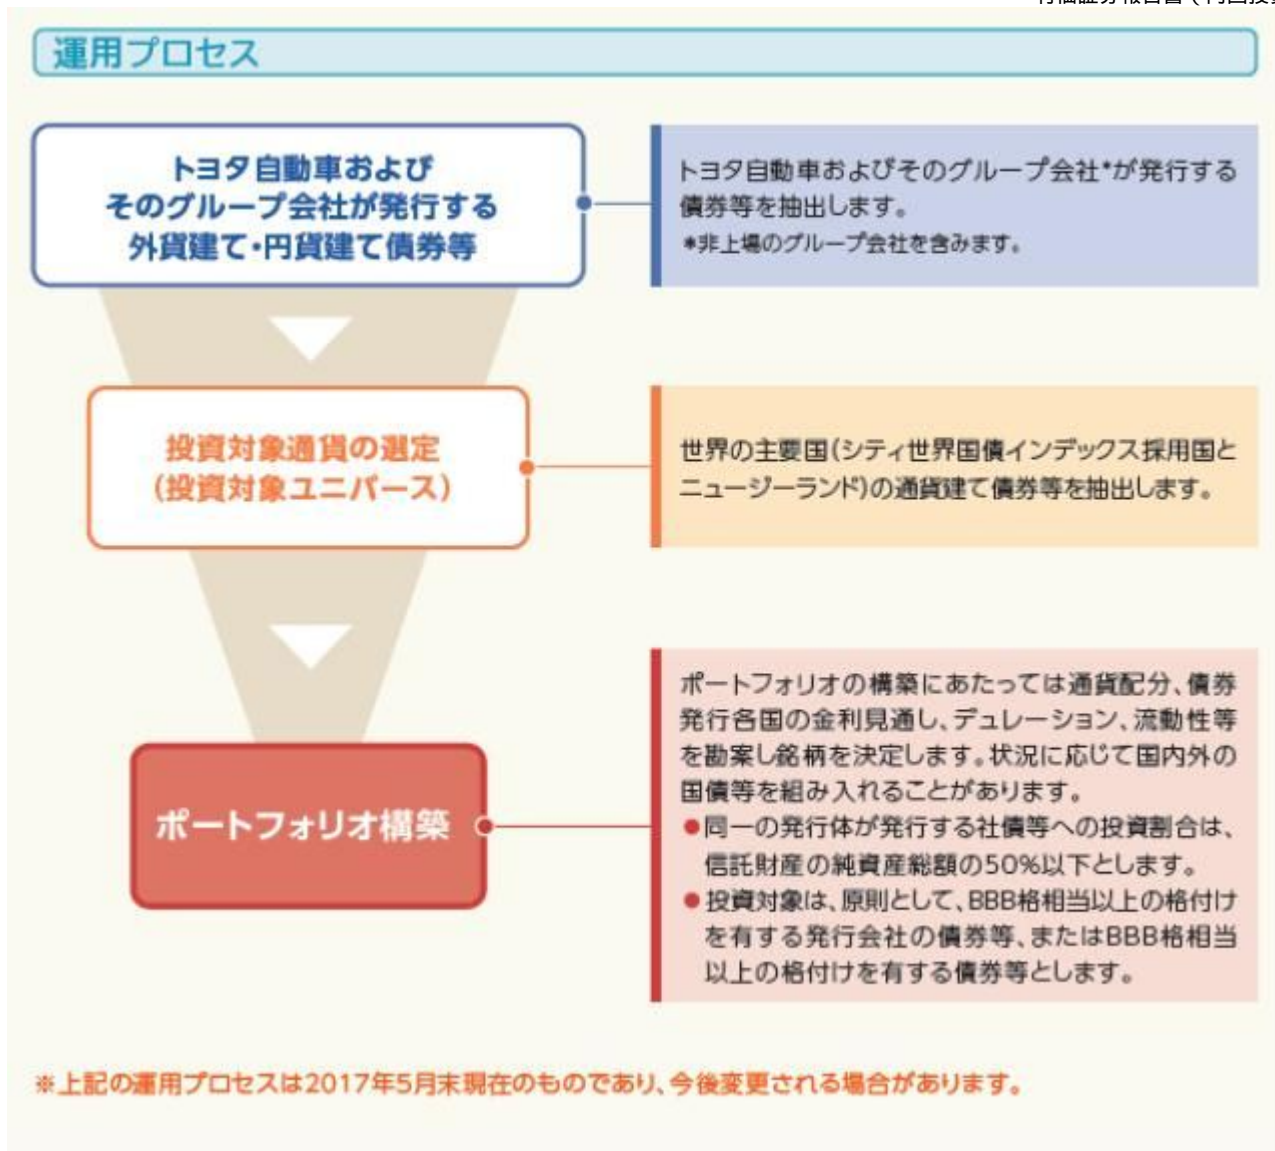 運用プロセス
トヨタ自動車および
そのグループ会社が発行する
外貨建て・円貨建て債券等
トヨタ自動車およびそのグループ会社*が発行する
債券等を抽出します。
*非上場のグループ会社を含みます。
投資対象通貨の選定
(投資対象ユニバース)
世界の主要国(シティ世界国債インデックス採用国と
ニュージーランド)の通貨建て債券等を抽出します。
ポートフォリオ構築
ポートフォリオの構築にあたっては通貨配分、債券
発行各国の金利見通し、デュレーション、流動性等
を勘案し銘柄を決定します。状況に応じて国内外の
国債等を組み入れることがあります。
●同一の発行体が発行する社債等への投資割合は、
信託財産の純資産総額の50%以下とします。
●投資対象は、原則として、BBB格相当以上の格付け
を有する発行会社の債券等、またはBBB格相当
以上の格付けを有する債券等とします。
※上記の運用プロセスは2017年5月末現在のものであり、今後変更される場合があります。